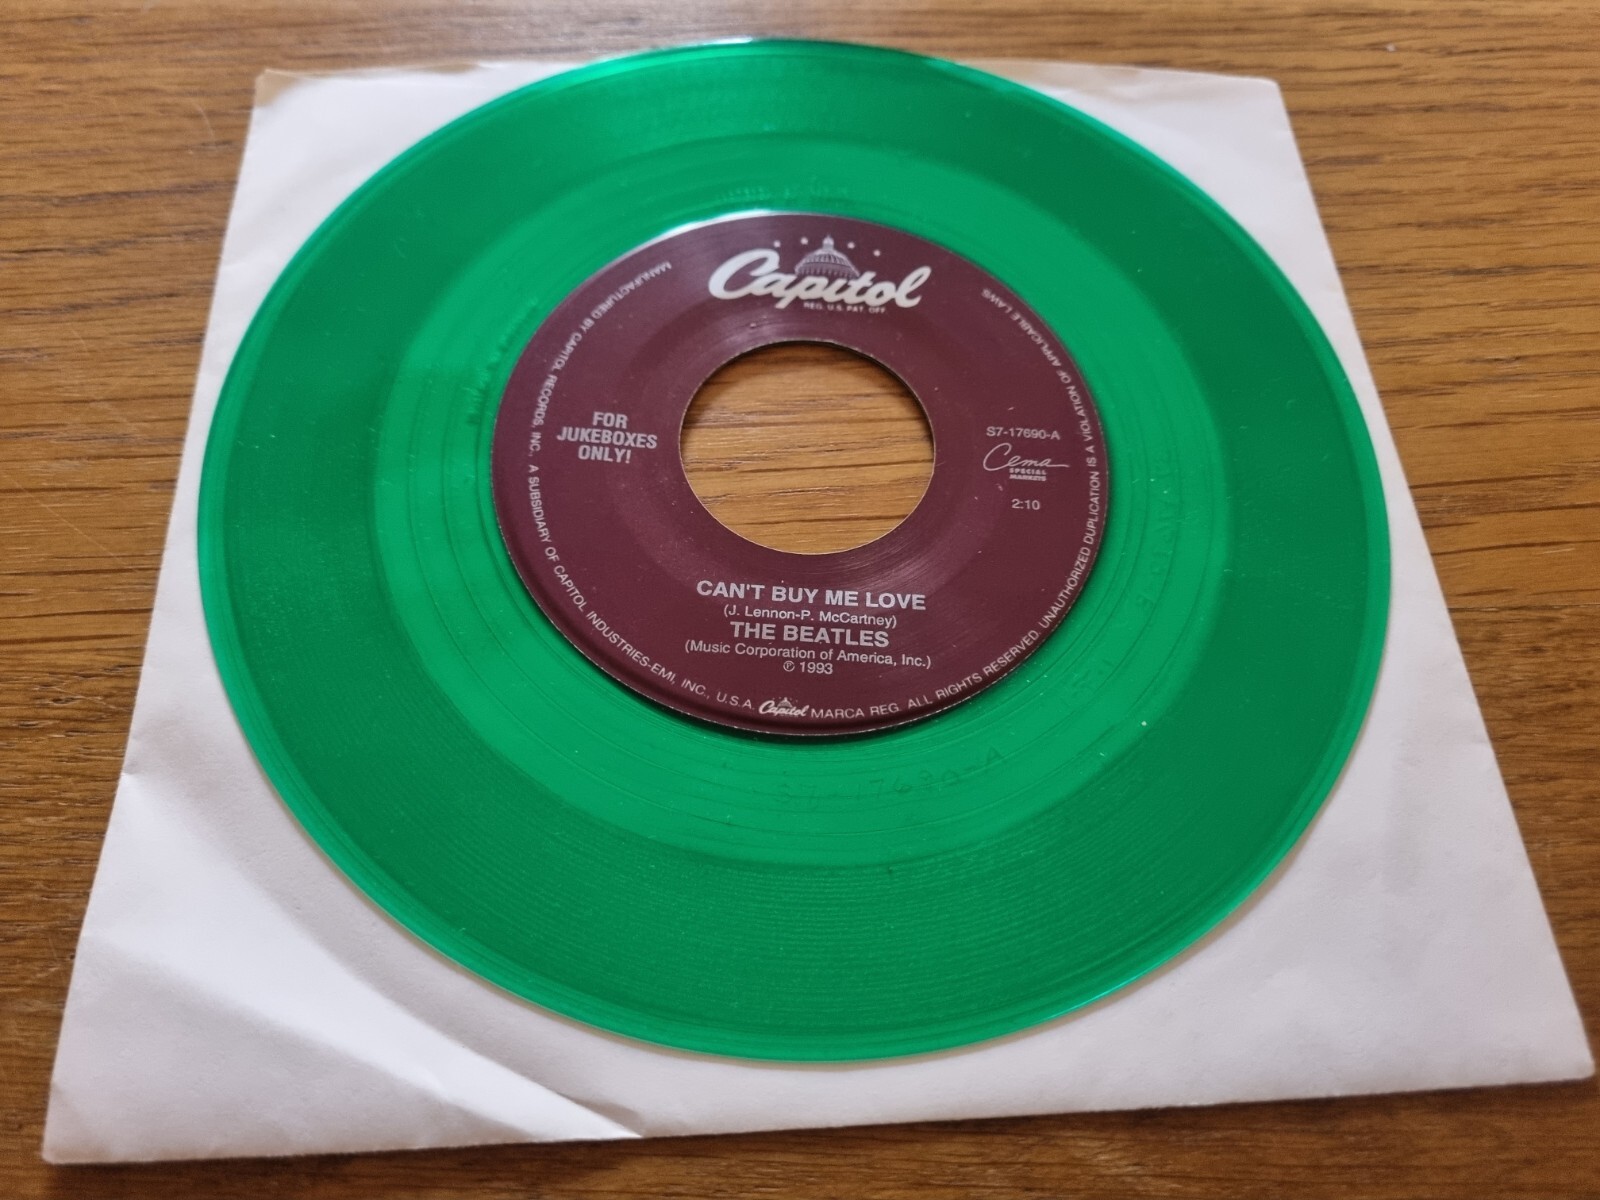 Capitol
REG. U.S. PAT. OFF.
FOR
JUKEBOXES
ONLY!
S7-17690-A
Cema
SPECIAL
MARKETS
2:10
CAN'T BUY ME LOVE
(J. Lennon-P. McCartney)
THE BEATLES
(Music Corporation of America, Inc.)
℗ 1993
MANUFACTURED BY CAPITOL RECORDS, INC., A SUBSIDIARY OF CAPITOL INDUSTRIES-EMI, INC., U.S.A. Capitol MARCA REG. ALL RIGHTS RESERVED. UNAUTHORIZED DUPLICATION IS A VIOLATION OF APPLICABLE LAWS
S7-17690-A